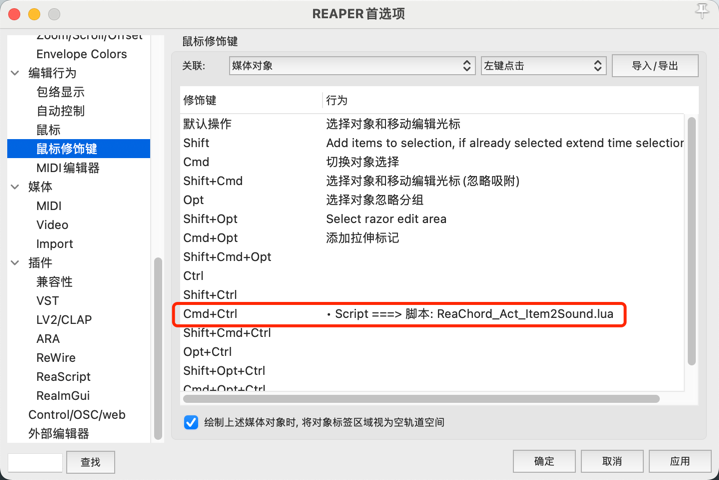 REAPER首选项
Zoom/Scroll/Offset
Envelope Colors
编辑行为
包络显示
自动控制
鼠标
鼠标修饰键
MIDI编辑器
媒体
MIDI
Video
Import
插件
兼容性
VST
LV2/CLAP
ARA
ReWire
ReaScript
ReaImGui
Control/OSC/web
外部编辑器
查找
鼠标修饰键
关联: 媒体对象 左键点击 导入/导出
修饰键 行为
默认操作 选择对象和移动编辑光标
Shift Add items to selection, if already selected extend time selection
Cmd 切换对象选择
Shift+Cmd 选择对象和移动编辑光标(忽略吸附)
Opt 选择对象忽略分组
Shift+Opt Select razor edit area
Cmd+Opt 添加拉伸标记
Shift+Cmd+Opt
Ctrl
Shift+Ctrl
Cmd+Ctrl • Script ===> 脚本: ReaChord_Act_Item2Sound.lua
Shift+Cmd+Ctrl
Opt+Ctrl
Shift+Opt+Ctrl
Cmd+Opt+Ctrl
绘制上述媒体对象时, 将对象标签区域视为空轨道空间
确定 取消 应用